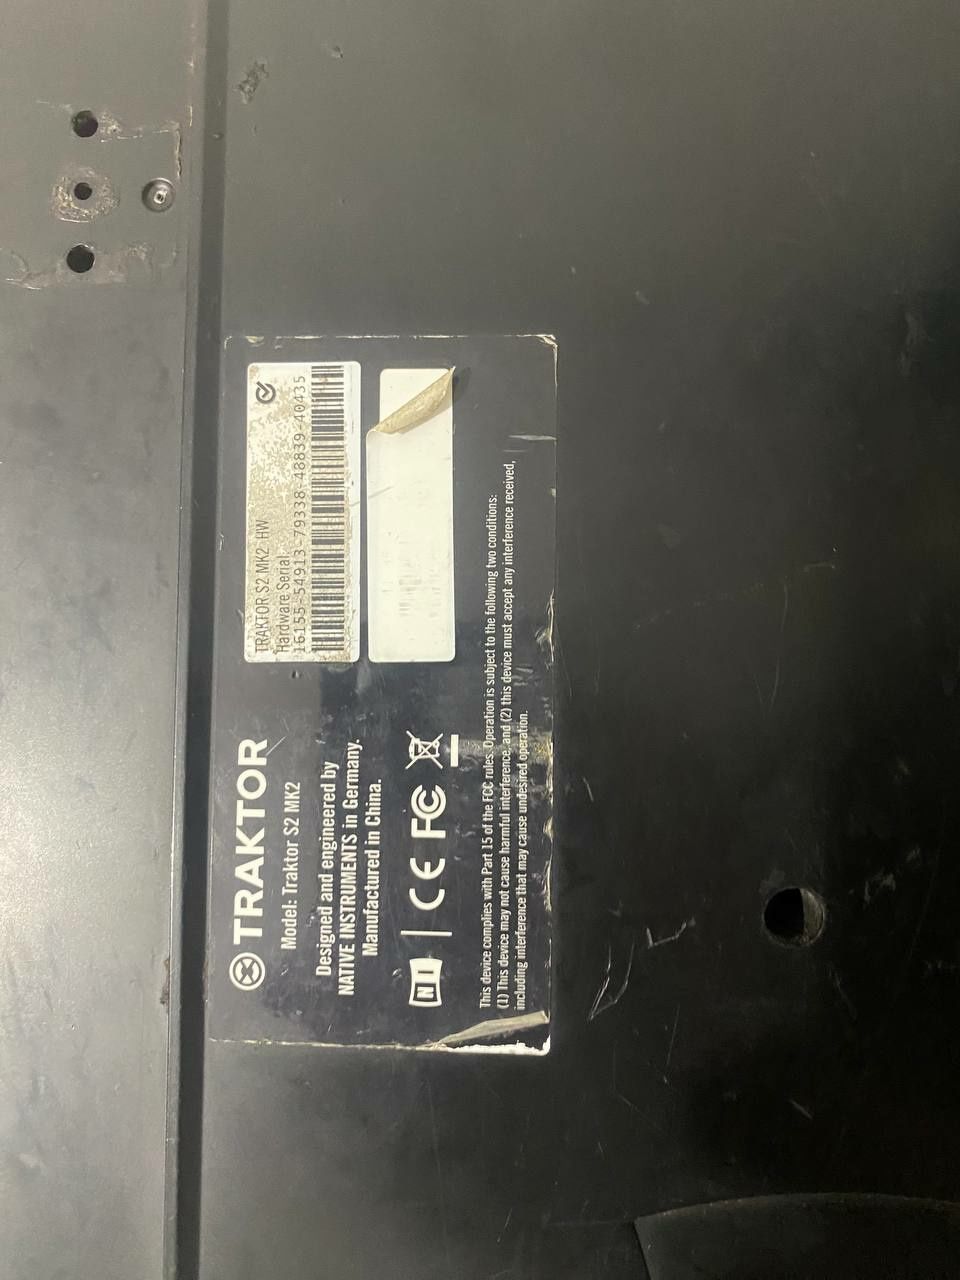 TRAKTOR
Model: Traktor S2 MK2
Designed and engineered by
NATIVE INSTRUMENTS in Germany.
Manufactured in China.
NI
CE FC
TRAKTOR S2 MK2 HW
Hardware Serial
16155-54913-79338-48839-40435
This device complies with Part 15 of the FCC rules. Operation is subject to the following two conditions:
(1) This device may not cause harmful interference, and (2) this device must accept any interference received,
including interference that may cause undesired operation.